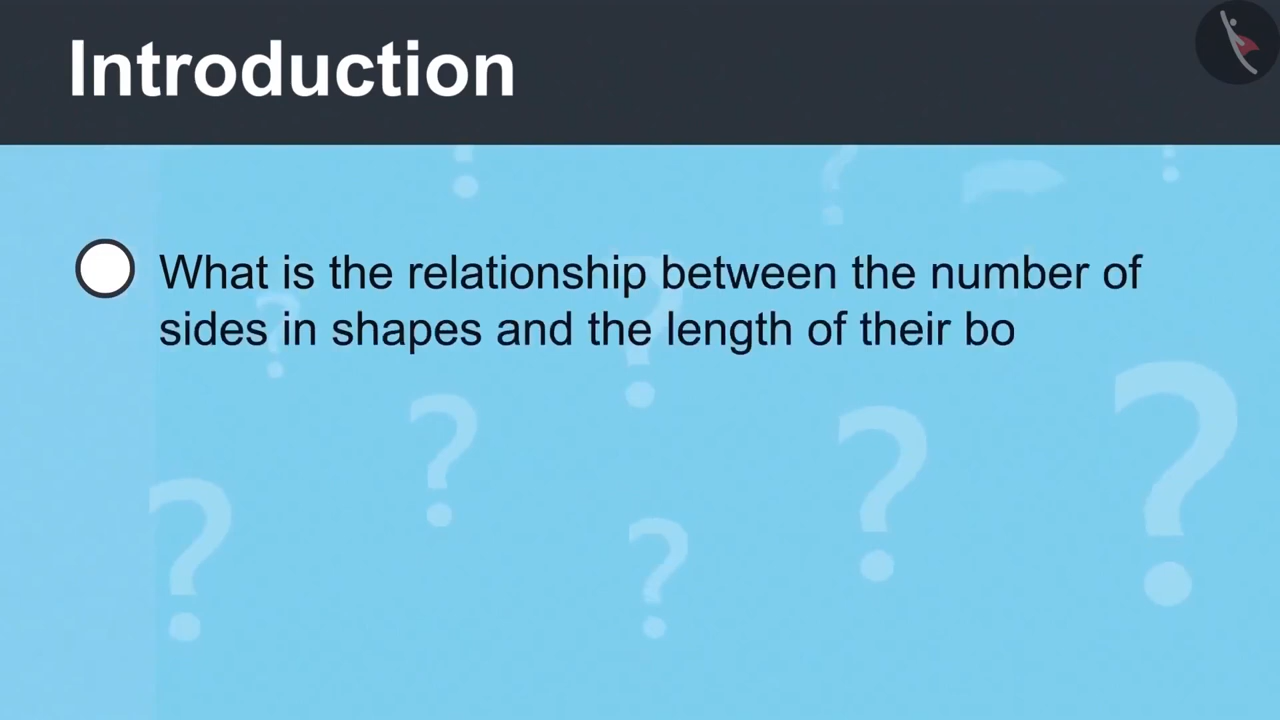 Introduction
What is the relationship between the number of
sides in shapes and the length of their bo